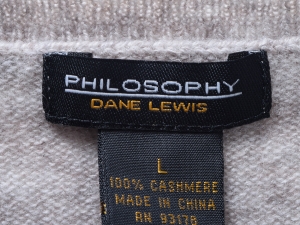 PHILOSOPHY
DANE LEWIS
L
100% CASHMERE
MADE IN CHINA
RN 93178